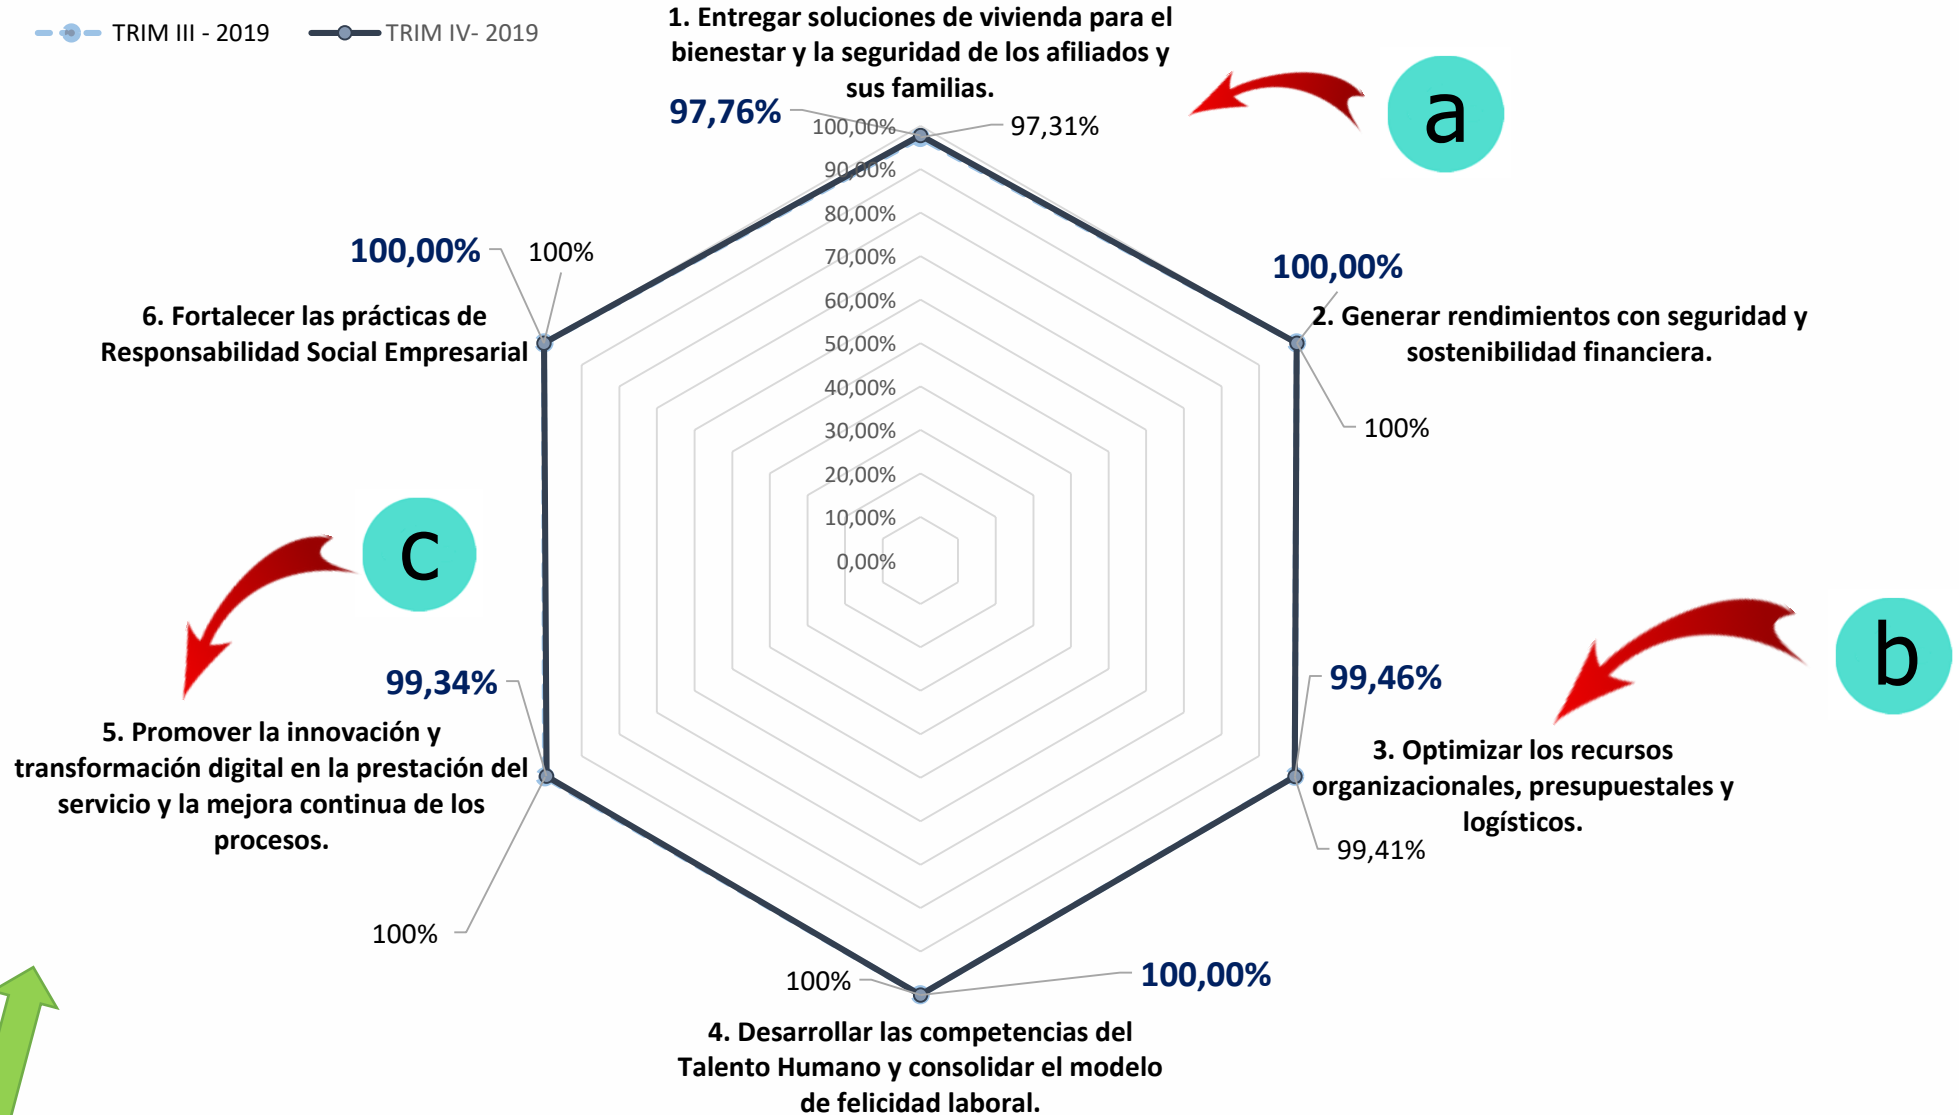 TRIM III - 2019
TRIM IV- 2019
1. Entregar soluciones de vivienda para el
bienestar y la seguridad de los afiliados y
sus familias.
97,76%
97,31%
a
100,00%
90,00%
80,00%
70,00%
60,00%
50,00%
40,00%
30,00%
20,00%
10,00%
0,00%
100,00%
100%
6. Fortalecer las prácticas de
Responsabilidad Social Empresarial
100,00%
2. Generar rendimientos con seguridad y
sostenibilidad financiera.
100%
c
b
99,34%
5. Promover la innovación y
transformación digital en la prestación del
servicio y la mejora continua de los
procesos.
100%
99,46%
3. Optimizar los recursos
organizacionales, presupuestales y
logísticos.
99,41%
100%
100,00%
4. Desarrollar las competencias del
Talento Humano y consolidar el modelo
de felicidad laboral.